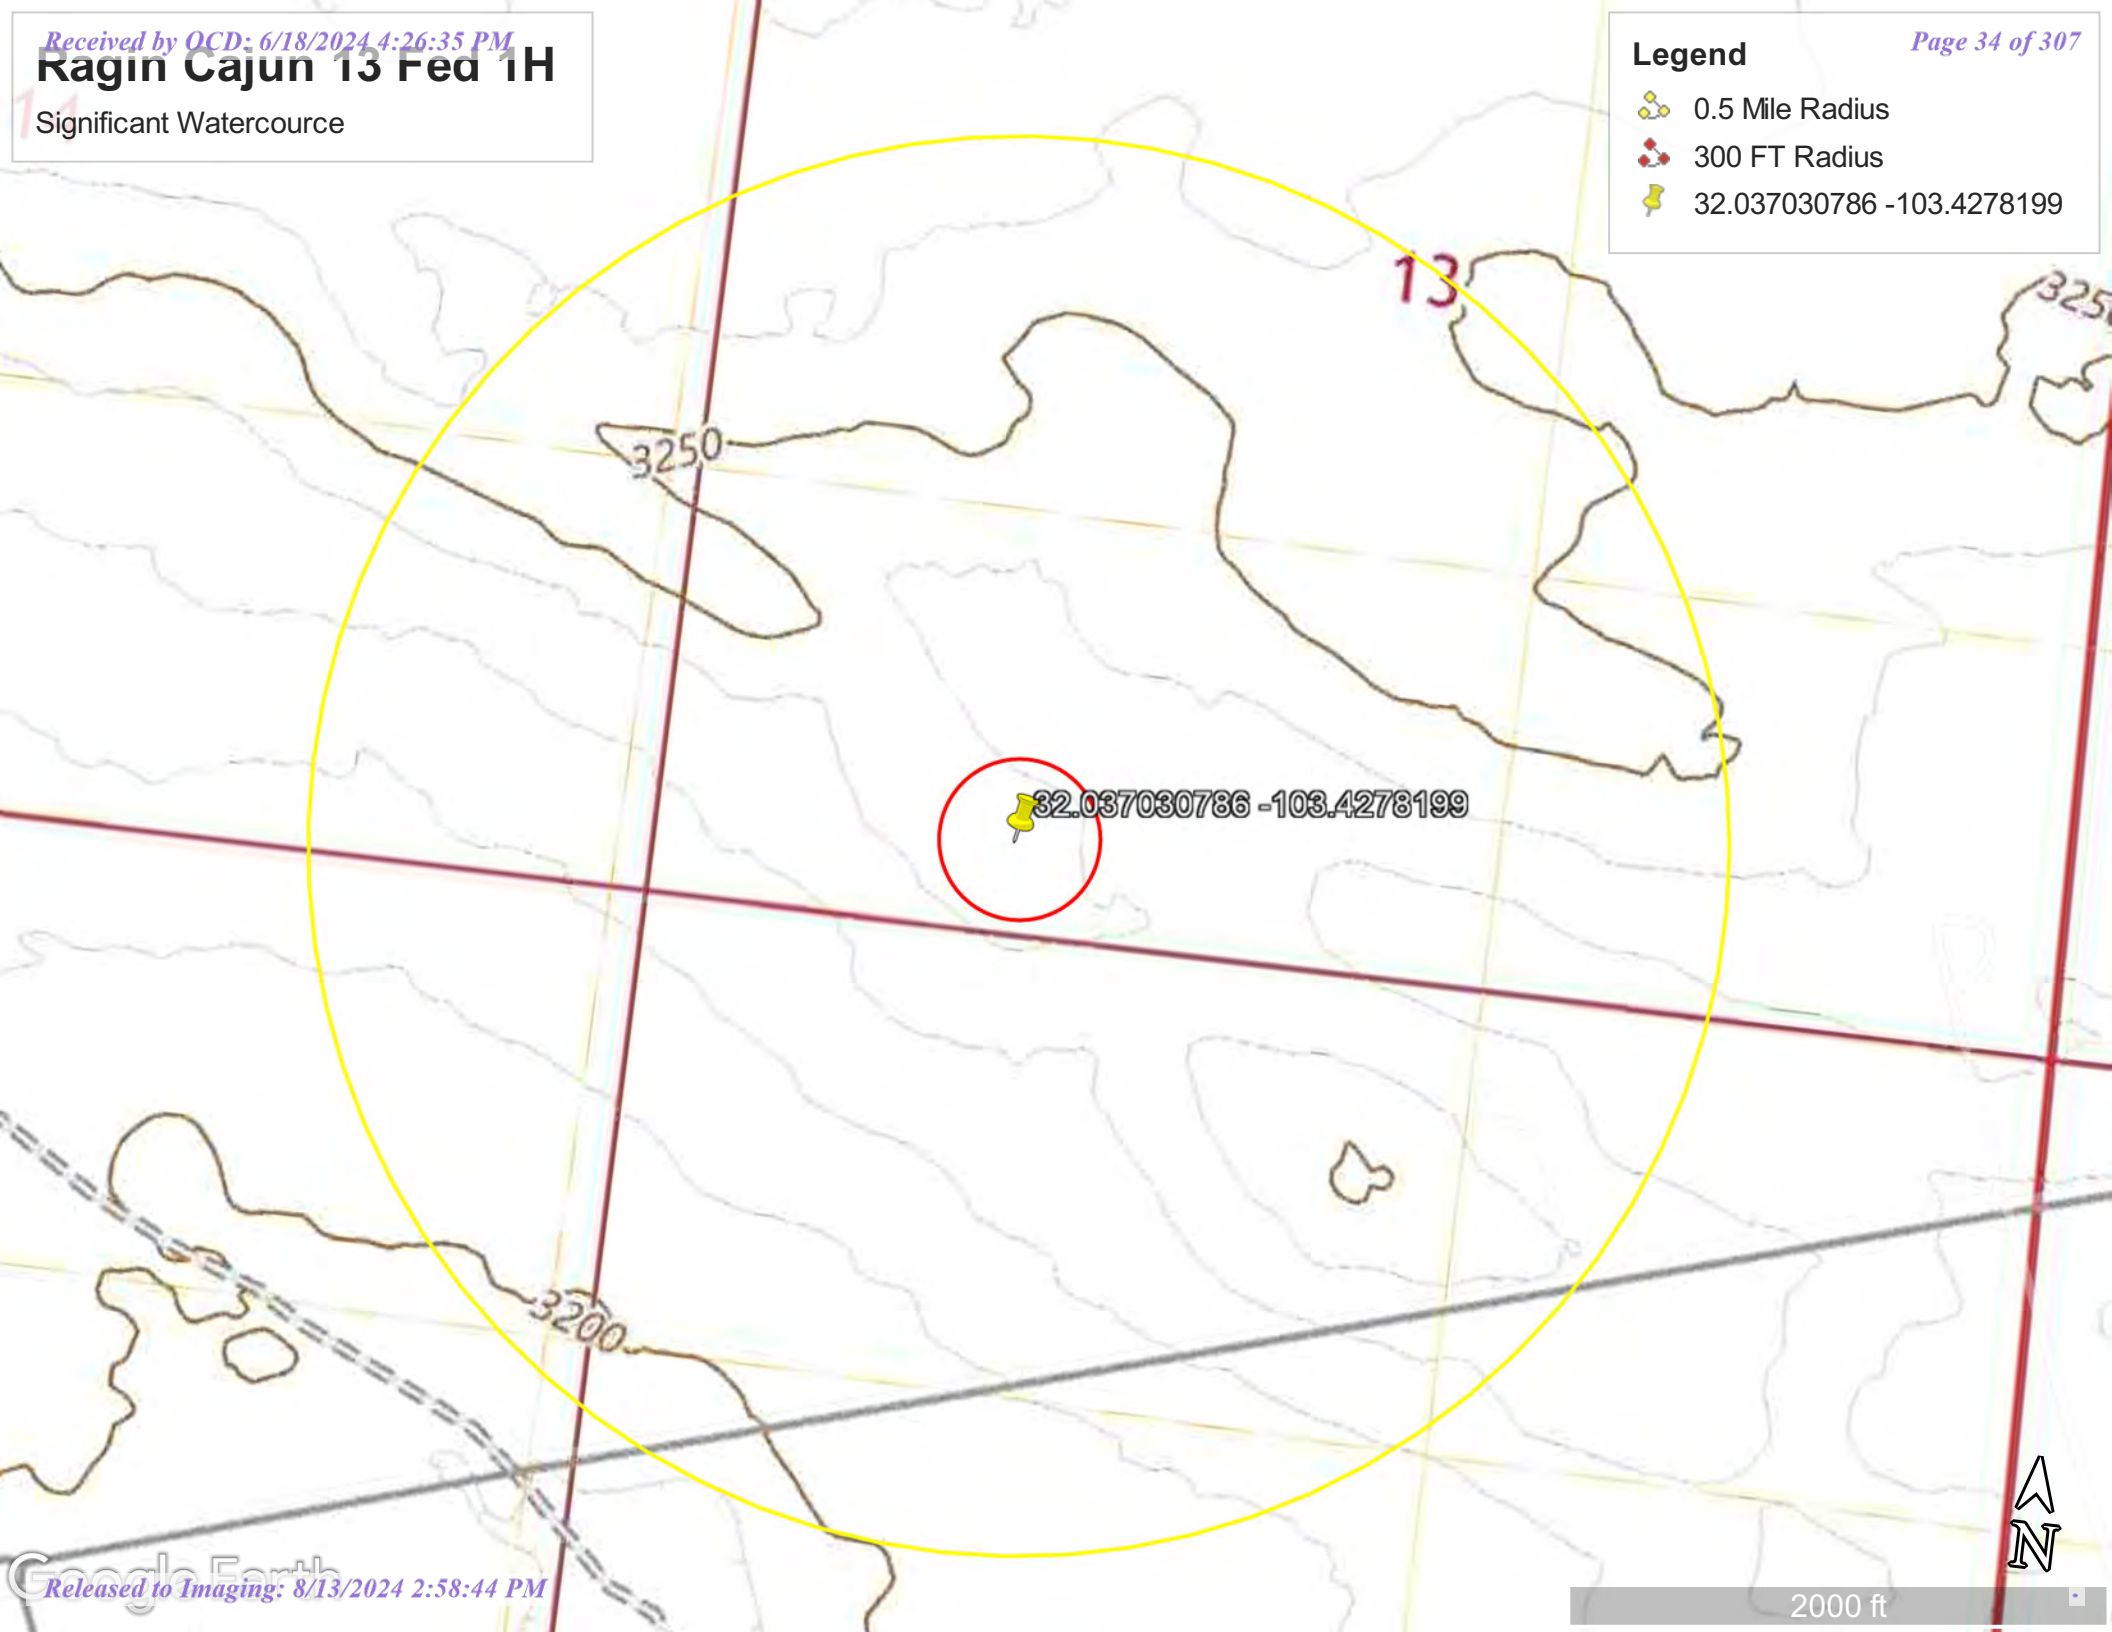 Received by OCD: 6/18/2024 4:26:35 PM
Page 34 of 307
Ragin Cajun 13 Fed 1H
Significant Watercource
14
Legend
0.5 Mile Radius
300 FT Radius
32.037030786 -103.4278199
13
3250
3250
32.037030786 -103.4278199
3200
N
Google Earth
Released to Imaging: 8/13/2024 2:58:44 PM
2000 ft